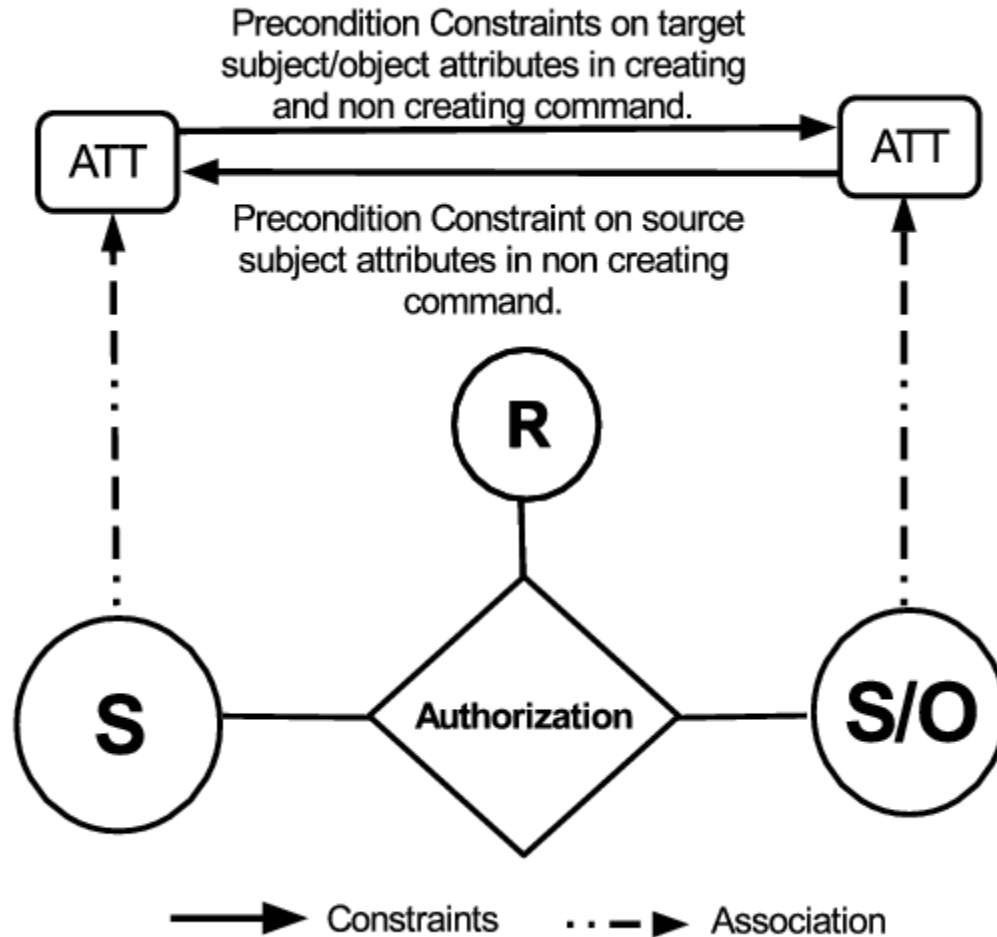 Precondition Constraints on target
subject/object attributes in creating
and non creating command.
ATT
ATT
Precondition Constraint on source
subject attributes in non creating
command.
R
S
Authorization
S/O
Constraints
Association